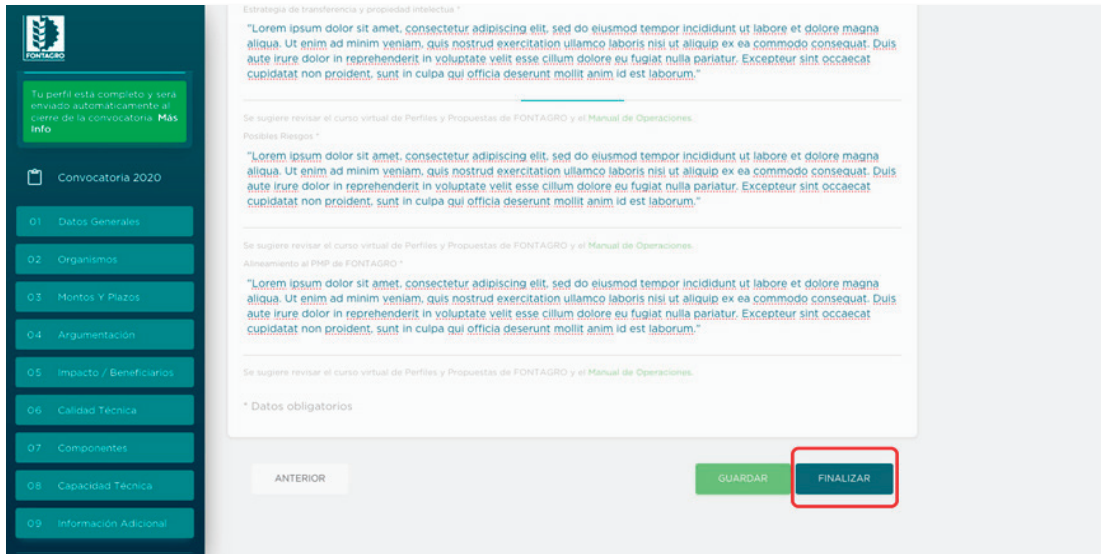 FONTAGRO
Tu perfil está completo y será
enviado automáticamente al
cierre de la convocatoria. Más
Info
Convocatoria 2020
01 Datos Generales
02 Organismos
03 Montos Y Plazos
04 Argumentación
05 Impacto / Beneficiarios
06 Calidad Técnica
07 Componentes
08 Capacidad Técnica
09 Información Adicional
Estrategia de transferencia y propiedad intelectua *
"Lorem ipsum dolor sit amet, consectetur adipiscing elit, sed do eiusmod tempor incididunt ut labore et dolore magna
aliqua. Ut enim ad minim veniam, quis nostrud exercitation ullamco laboris nisi ut aliquip ex ea commodo consequat. Duis
aute irure dolor in reprehenderit in voluptate velit esse cillum dolore eu fugiat nulla pariatur. Excepteur sint occaecat
cupidatat non proident, sunt in culpa qui officia deserunt mollit anim id est laborum."
Se sugiere revisar el curso virtual de Perfiles y Propuestas de FONTAGRO y el Manual de Operaciones.
Posibles Riesgos *
"Lorem ipsum dolor sit amet, consectetur adipiscing elit, sed do eiusmod tempor incididunt ut labore et dolore magna
aliqua. Ut enim ad minim veniam, quis nostrud exercitation ullamco laboris nisi ut aliquip ex ea commodo consequat. Duis
aute irure dolor in reprehenderit in voluptate velit esse cillum dolore eu fugiat nulla pariatur. Excepteur sint occaecat
cupidatat non proident, sunt in culpa qui officia deserunt mollit anim id est laborum."
Se sugiere revisar el curso virtual de Perfiles y Propuestas de FONTAGRO y el Manual de Operaciones.
Alineamiento al PMP de FONTAGRO *
"Lorem ipsum dolor sit amet, consectetur adipiscing elit, sed do eiusmod tempor incididunt ut labore et dolore magna
aliqua. Ut enim ad minim veniam, quis nostrud exercitation ullamco laboris nisi ut aliquip ex ea commodo consequat. Duis
aute irure dolor in reprehenderit in voluptate velit esse cillum dolore eu fugiat nulla pariatur. Excepteur sint occaecat
cupidatat non proident, sunt in culpa qui officia deserunt mollit anim id est laborum."
Se sugiere revisar el curso virtual de Perfiles y Propuestas de FONTAGRO y el Manual de Operaciones.
* Datos obligatorios
ANTERIOR GUARDAR FINALIZAR